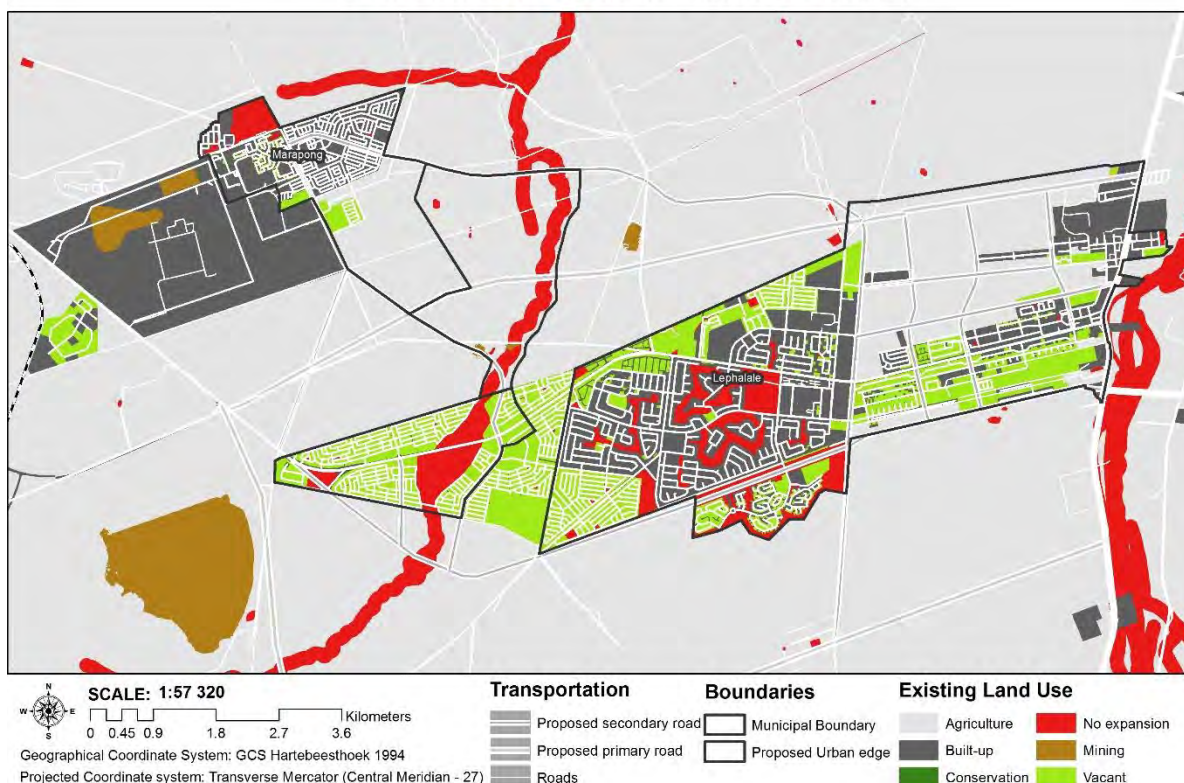 Marapong
Lephalale
N
W E
S
SCALE: 1:57 320
0 0.45 0.9 1.8 2.7 3.6 Kilometers
Geographical Coordinate System: GCS Hartebeesthoek 1994
Projected Coordinate system: Transverse Mercator (Central Meridian - 27)
Transportation
Proposed secondary road
Proposed primary road
Roads
Boundaries
Municipal Boundary
Proposed Urban edge
Existing Land Use
Agriculture
Built-up
Conservation
No expansion
Mining
Vacant